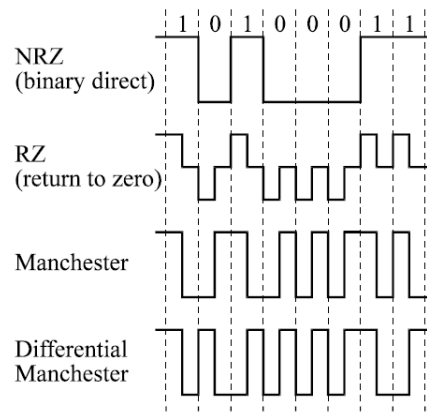 1 0 1 0 0 0 1 1
NRZ
(binary direct)
RZ
(return to zero)
Manchester
Differential
Manchester